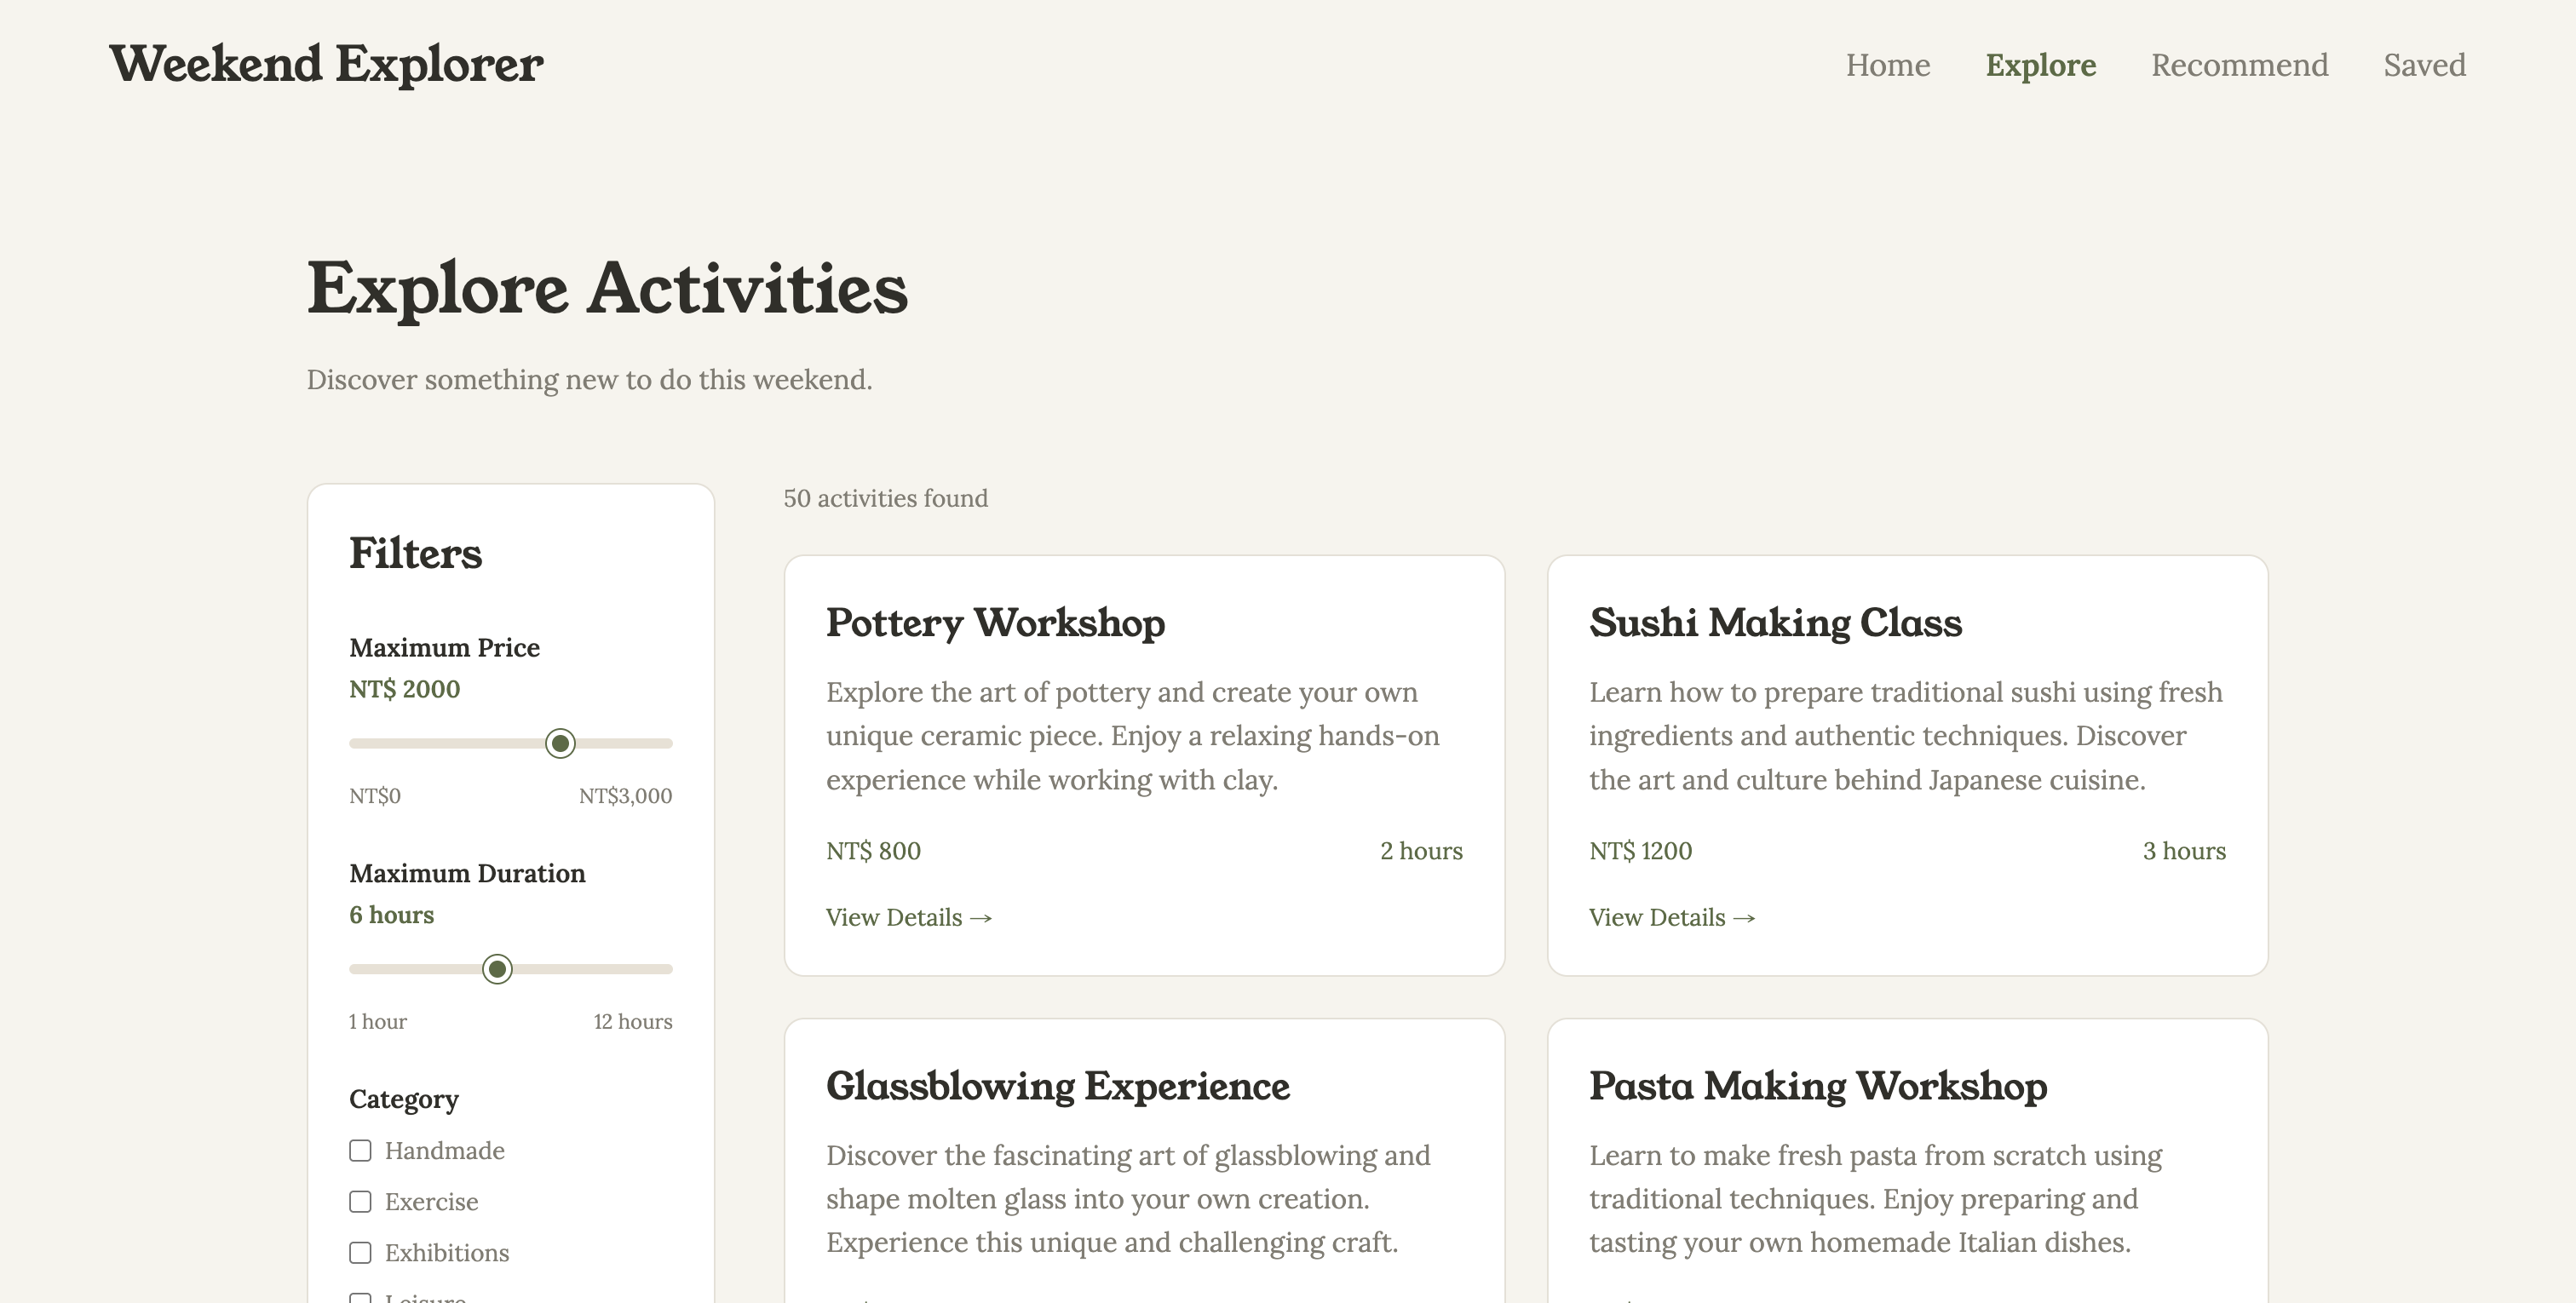 Weekend Explorer
Home Explore Recommend Saved
Explore Activities
Discover something new to do this weekend.
Filters
Maximum Price
NT$ 2000
NT$0 NT$3,000
Maximum Duration
6 hours
1 hour 12 hours
Category
Handmade
Exercise
Exhibitions
50 activities found
Pottery Workshop
Explore the art of pottery and create your own
unique ceramic piece. Enjoy a relaxing hands-on
experience while working with clay.
NT$ 800 2 hours
View Details →
Sushi Making Class
Learn how to prepare traditional sushi using fresh
ingredients and authentic techniques. Discover
the art and culture behind Japanese cuisine.
NT$ 1200 3 hours
View Details →
Glassblowing Experience
Discover the fascinating art of glassblowing and
shape molten glass into your own creation.
Experience this unique and challenging craft.
Pasta Making Workshop
Learn to make fresh pasta from scratch using
traditional techniques. Enjoy preparing and
tasting your own homemade Italian dishes.